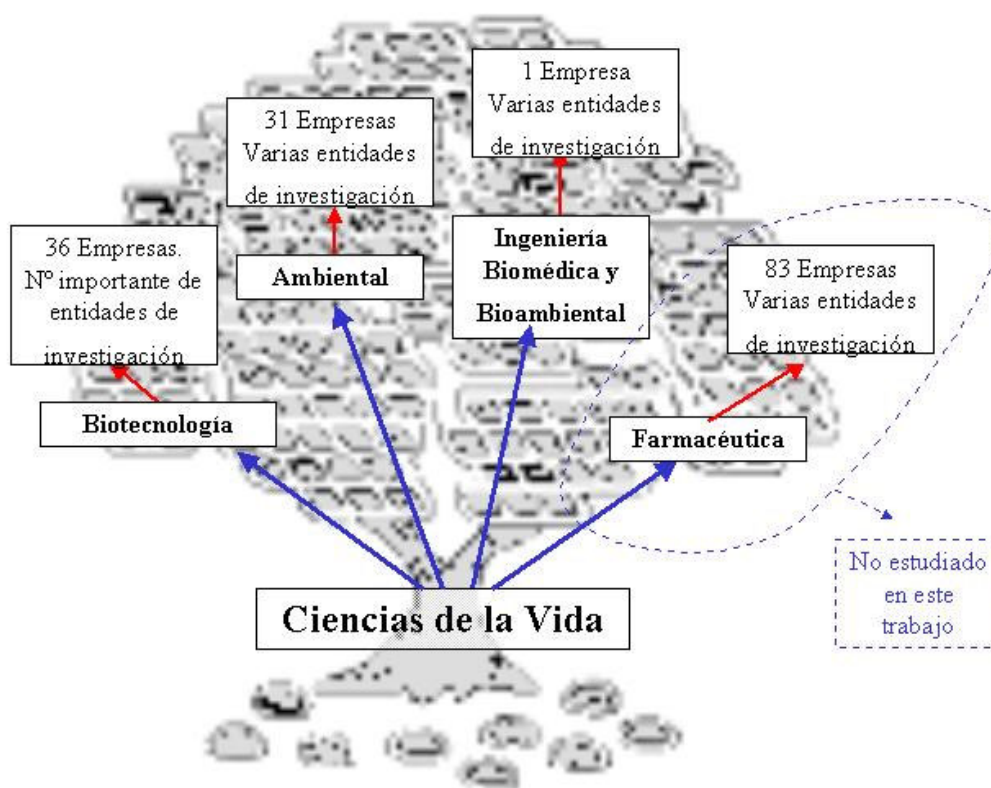 1 Empresa
Varias entidades
de investigación
31 Empresas
Varias entidades
de investigación
36 Empresas.
Nº importante de
entidades de
investigación
Ambiental
Ingeniería
Biomédica y
Bioambiental
83 Empresas
Varias entidades
de investigación
Biotecnología
Farmacéutica
No estudiado
en este
trabajo
Ciencias de la Vida